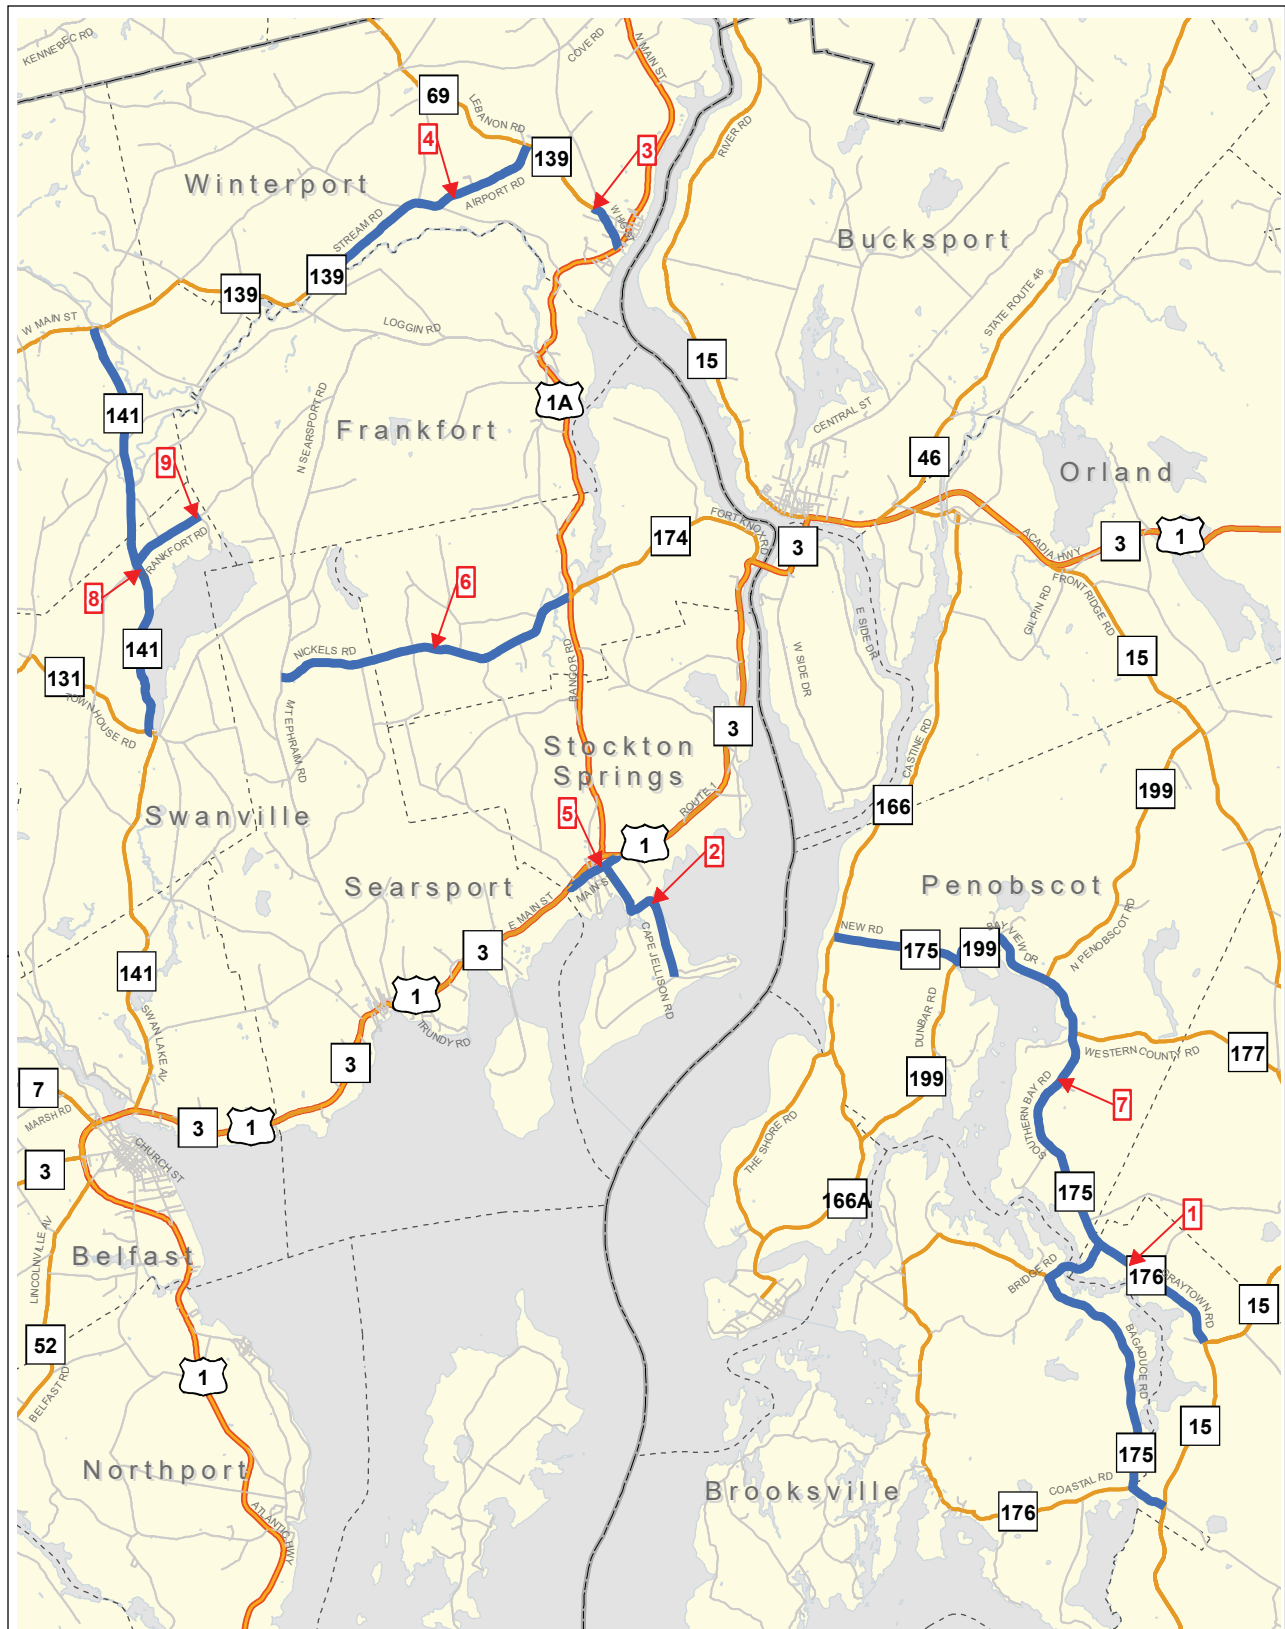 KENNEBEC RD
COVE RD
N MAIN ST
69
LEBANON RD
4
139
3
RIVER RD
Winterport
AIRPORT RD
W HIG
STREAM RD
Bucksport
139
139
STATE ROUTE 46
W MAIN ST
LOGGIN RD
15
N SEARSPORT RD
1A
141
CENTRAL ST
Frankfort
46
9
Orland
FORT KNOX RD
174
3
ACADIA HWY
3
1
RANKFORT RD
8
6
FRONT RIDGE RD
GILPIN RD
E SIDE DR
141
NICKELS RD
BANGOR RD
W SIDE DR
15
131
TOWN HOUSE RD
MT EPHRAIM RD
3
CASTINE RD
Stockton
Springs
199
166
Swanville
ROUTE 1
5
1
2
Searsport
MAIN S
Penobscot
E MAIN ST
NEW RD
175
199
BAY VIEW DR
N PENOBSCOT RD
3
CAPE JELLISON RD
141
1
SWAN LAKE AV
TRUNDY RD
DUNBAR RD
3
WESTERN COUNTY RD
177
7
199
SOUTHERN BAY RD
7
MARSH RD
3
1
THE SHORE RD
CHURCH ST
3
166A
175
1
LINCOLNVILLE AV
Belfast
BRIDGE RD
176
GRAYTOWN RD
15
52
BAGADUCE RD
1
BELFAST RD
15
175
Northport
COASTAL RD
Brooksville
176
ATLANTIC HWY